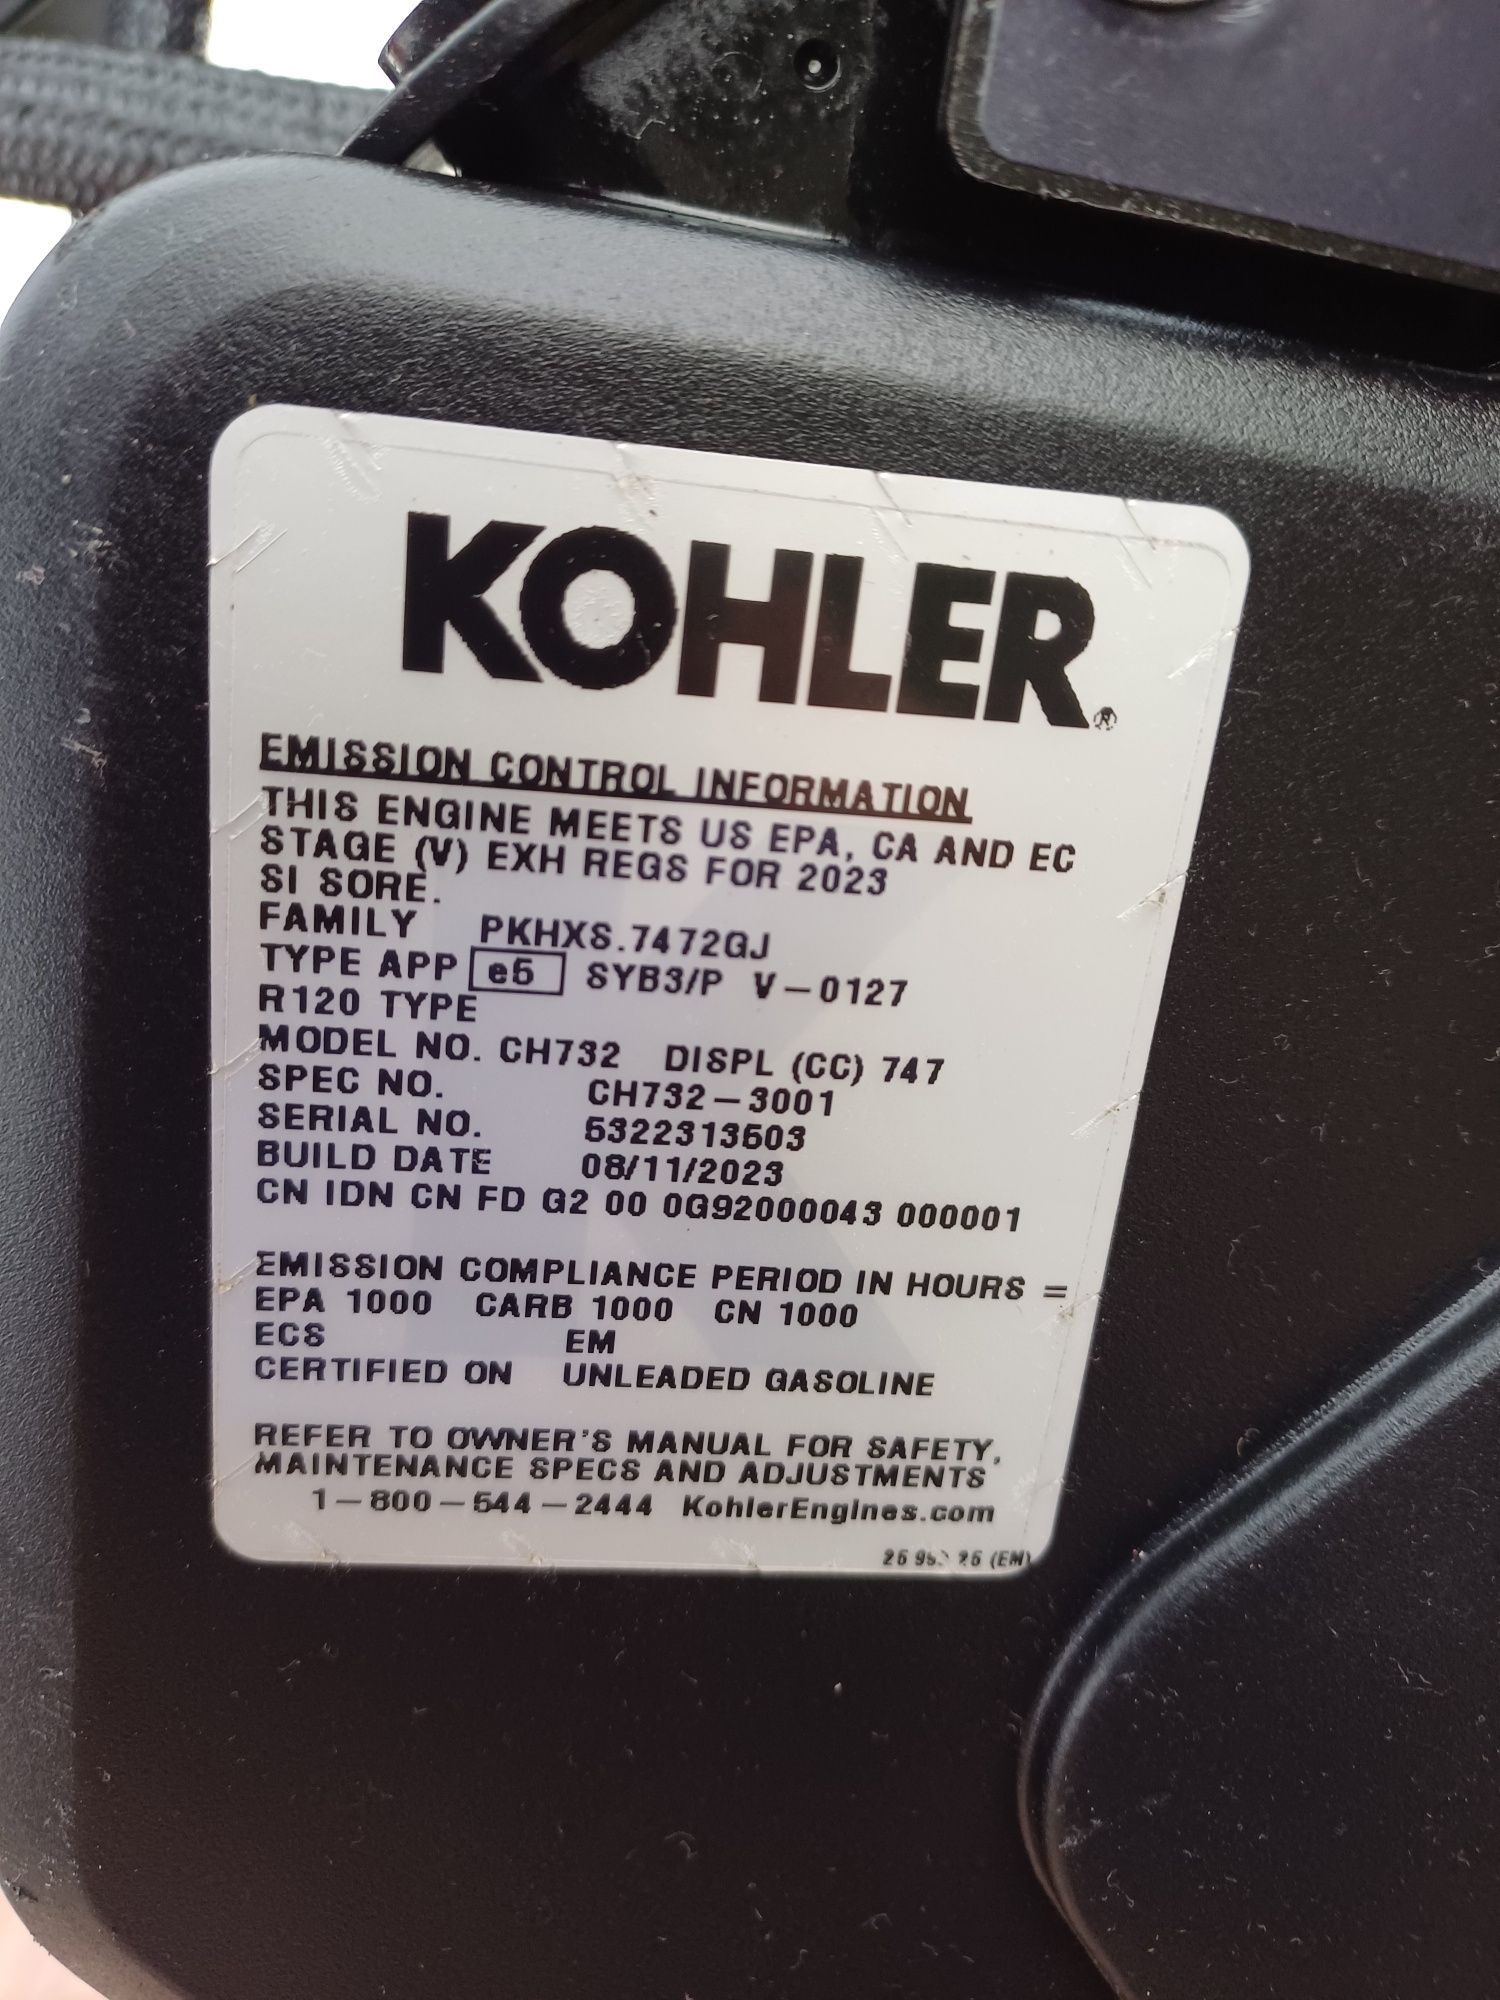 KOHLER®
EMISSION CONTROL INFORMATION
THIS ENGINE MEETS US EPA, CA AND EC
STAGE (V) EXH REGS FOR 2023
SI SORE.
FAMILY PKHXS.7472GJ
TYPE APP e5 SYB3/P V-0127
R120 TYPE
MODEL NO. CH732 DISPL (CC) 747
SPEC NO. CH732-3001
SERIAL NO. 5322313503
BUILD DATE 08/11/2023
CN IDN CN FD G2 00 0G92000043 000001
EMISSION COMPLIANCE PERIOD IN HOURS =
EPA 1000 CARB 1000 CN 1000
ECS EM
CERTIFIED ON UNLEADED GASOLINE
REFER TO OWNER'S MANUAL FOR SAFETY,
MAINTENANCE SPECS AND ADJUSTMENTS
1-800-544-2444 KohlerEngines.com
(EM)